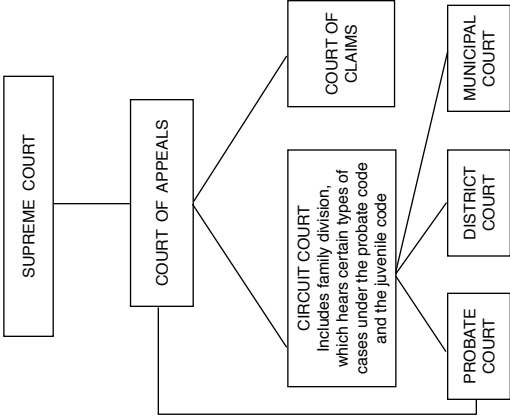 SUPREME COURT
COURT OF APPEALS
CIRCUIT COURT
Includes family division,
which hears certain types of
cases under the probate code
and the juvenile code
COURT OF
CLAIMS
PROBATE
COURT
DISTRICT
COURT
MUNICIPAL
COURT